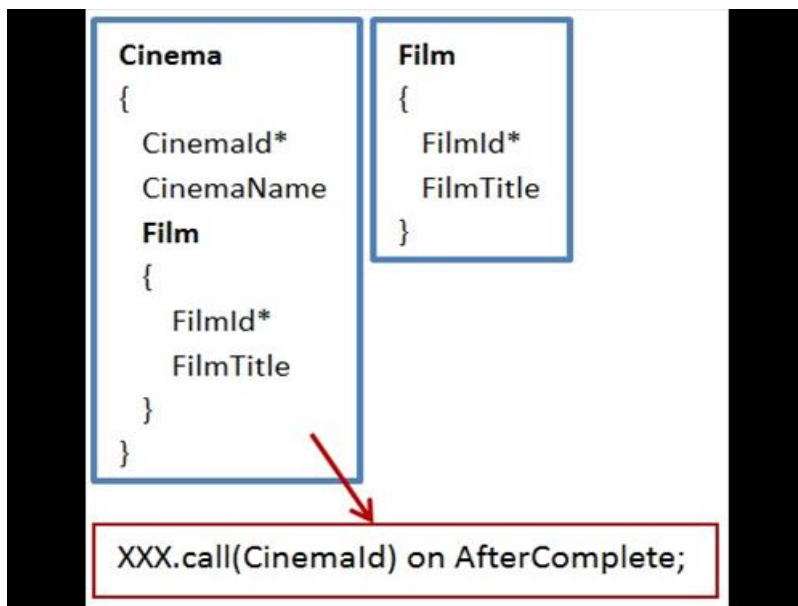 Cinema
{
CinemaId*
CinemaName
Film
{
FilmId*
FilmTitle
}
}
Film
{
FilmId*
FilmTitle
}
XXX.call(CinemaId) on AfterComplete;